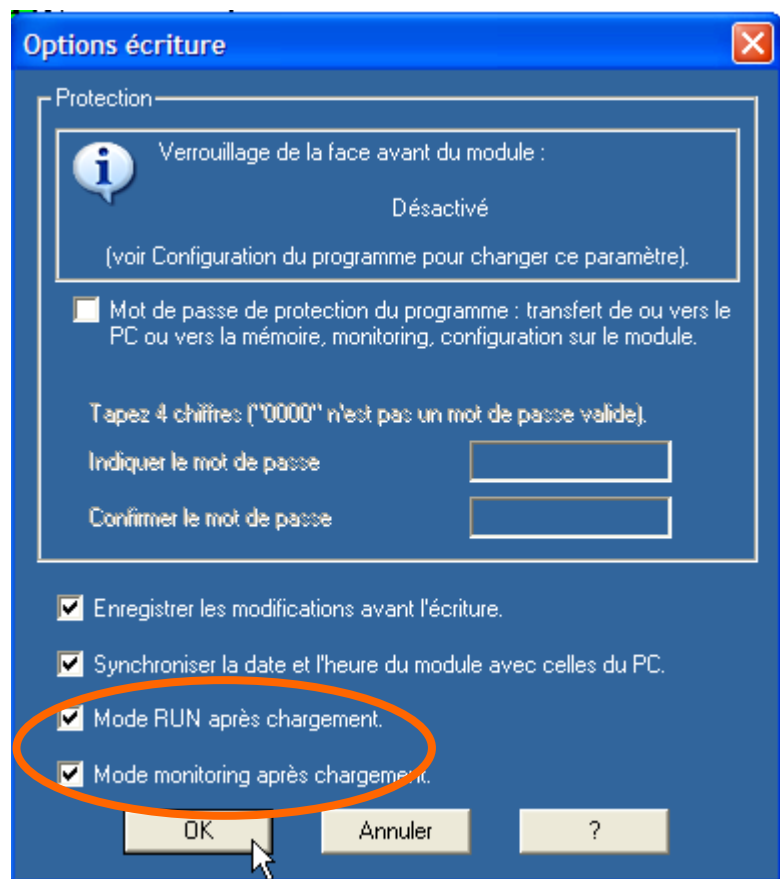 Options écriture
Protection
Verrouillage de la face avant du module :
Désactivé
(voir Configuration du programme pour changer ce paramètre).
Mot de passe de protection du programme : transfert de ou vers le
PC ou vers la mémoire, monitoring, configuration sur le module.
Tapez 4 chiffres ("0000" n'est pas un mot de passe valide).
Indiquer le mot de passe
Confirmer le mot de passe
Enregistrer les modifications avant l'écriture.
Synchroniser la date et l'heure du module avec celles du PC.
Mode RUN après chargement.
Mode monitoring après chargement.
OK
Annuler
?